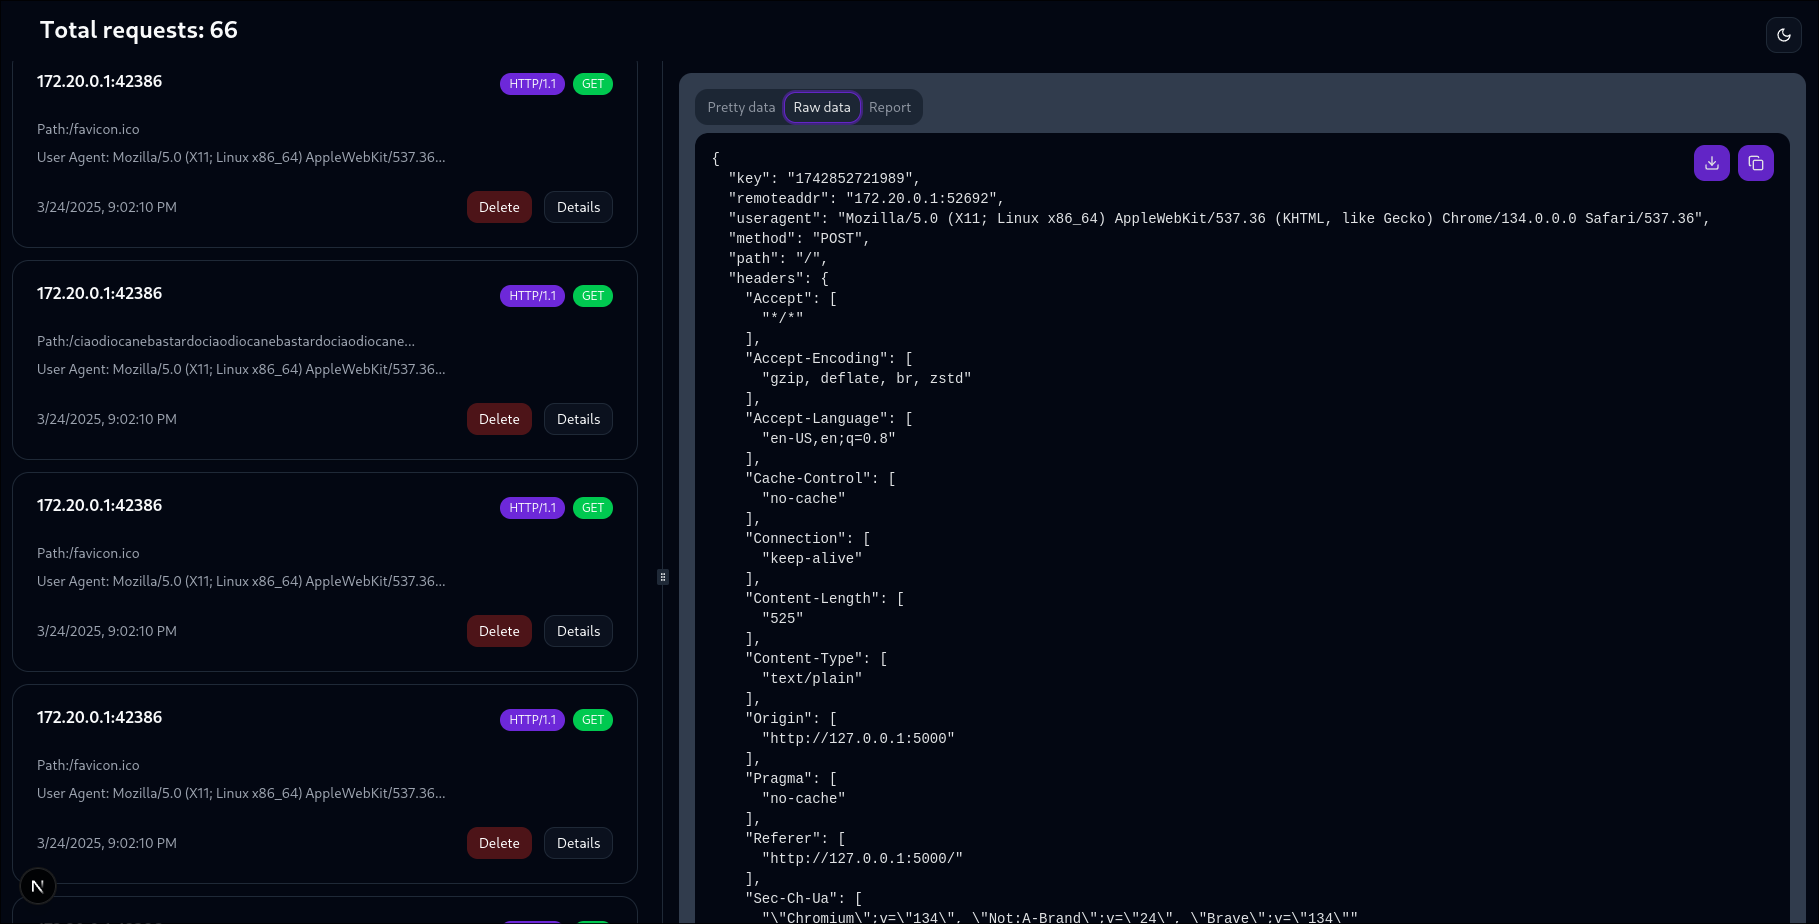 Total requests: 66
172.20.0.1:42386
HTTP/1.1
GET
Path:/favicon.ico
User Agent: Mozilla/5.0 (X11; Linux x86_64) AppleWebKit/537.36...
3/24/2025, 9:02:10 PM
Delete
Details
172.20.0.1:42386
HTTP/1.1
GET
Path:/ciaodiocanebastardociaodiocanebastardociaodiocane...
User Agent: Mozilla/5.0 (X11; Linux x86_64) AppleWebKit/537.36...
3/24/2025, 9:02:10 PM
Delete
Details
172.20.0.1:42386
HTTP/1.1
GET
Path:/favicon.ico
User Agent: Mozilla/5.0 (X11; Linux x86_64) AppleWebKit/537.36...
3/24/2025, 9:02:10 PM
Delete
Details
172.20.0.1:42386
HTTP/1.1
GET
Path:/favicon.ico
User Agent: Mozilla/5.0 (X11; Linux x86_64) AppleWebKit/537.36...
3/24/2025, 9:02:10 PM
Delete
Details
N
Pretty data
Raw data
Report
{
"key": "1742852721989",
"remoteaddr": "172.20.0.1:52692",
"useragent": "Mozilla/5.0 (X11; Linux x86_64) AppleWebKit/537.36 (KHTML, like Gecko) Chrome/134.0.0.0 Safari/537.36",
"method": "POST",
"path": "/",
"headers": {
"Accept": [
"*/*"
],
"Accept-Encoding": [
"gzip, deflate, br, zstd"
],
"Accept-Language": [
"en-US,en;q=0.8"
],
"Cache-Control": [
"no-cache"
],
"Connection": [
"keep-alive"
],
"Content-Length": [
"525"
],
"Content-Type": [
"text/plain"
],
"Origin": [
"http://127.0.0.1:5000"
],
"Pragma": [
"no-cache"
],
"Referer": [
"http://127.0.0.1:5000/"
],
"Sec-Ch-Ua": [
"\"Chromium\";v=\"134\", \"Not:A-Brand\";v=\"24\", \"Brave\";v=\"134\""